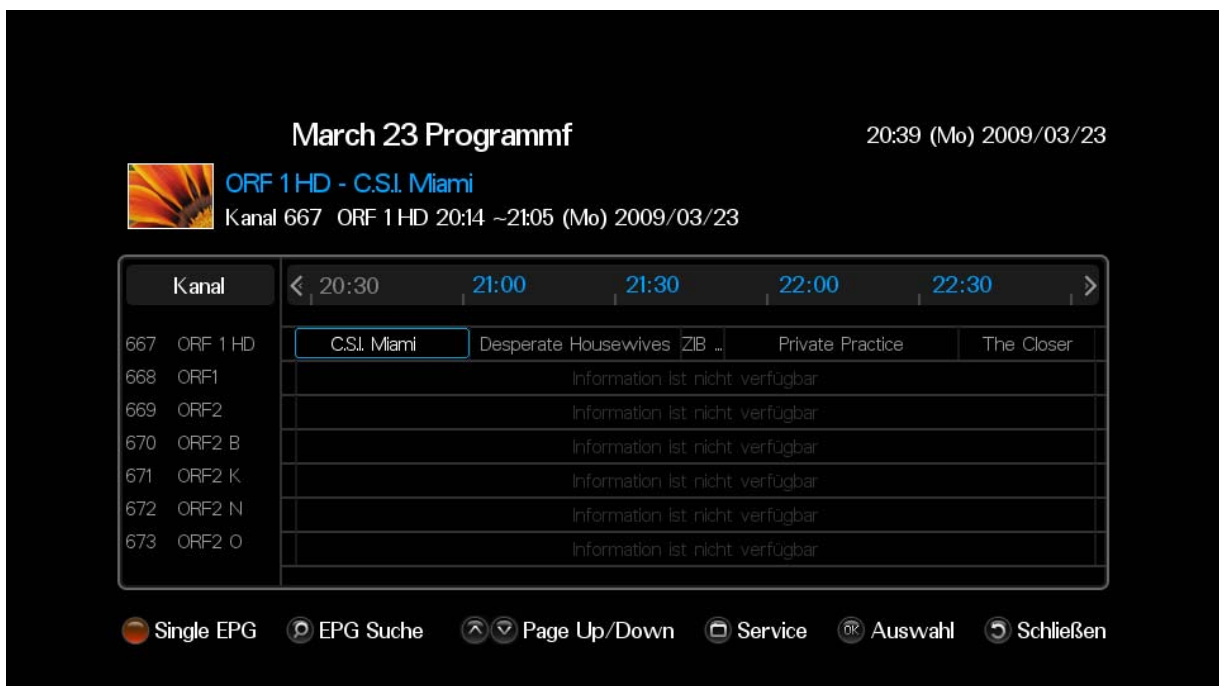 March 23 Programmf 20:39 (Mo) 2009/03/23
ORF 1 HD - C.S.I. Miami
Kanal 667 ORF 1 HD 20:14 ~21:05 (Mo) 2009/03/23
Kanal 20:30 21:00 21:30 22:00 22:30
667 ORF 1 HD C.S.I. Miami Desperate Housewives ZIB ... Private Practice The Closer
668 ORF1 Information ist nicht verfügbar
669 ORF2 Information ist nicht verfügbar
670 ORF2 B Information ist nicht verfügbar
671 ORF2 K Information ist nicht verfügbar
672 ORF2 N Information ist nicht verfügbar
673 ORF2 O Information ist nicht verfügbar
Single EPG EPG Suche Page Up/Down Service OK Auswahl Schließen